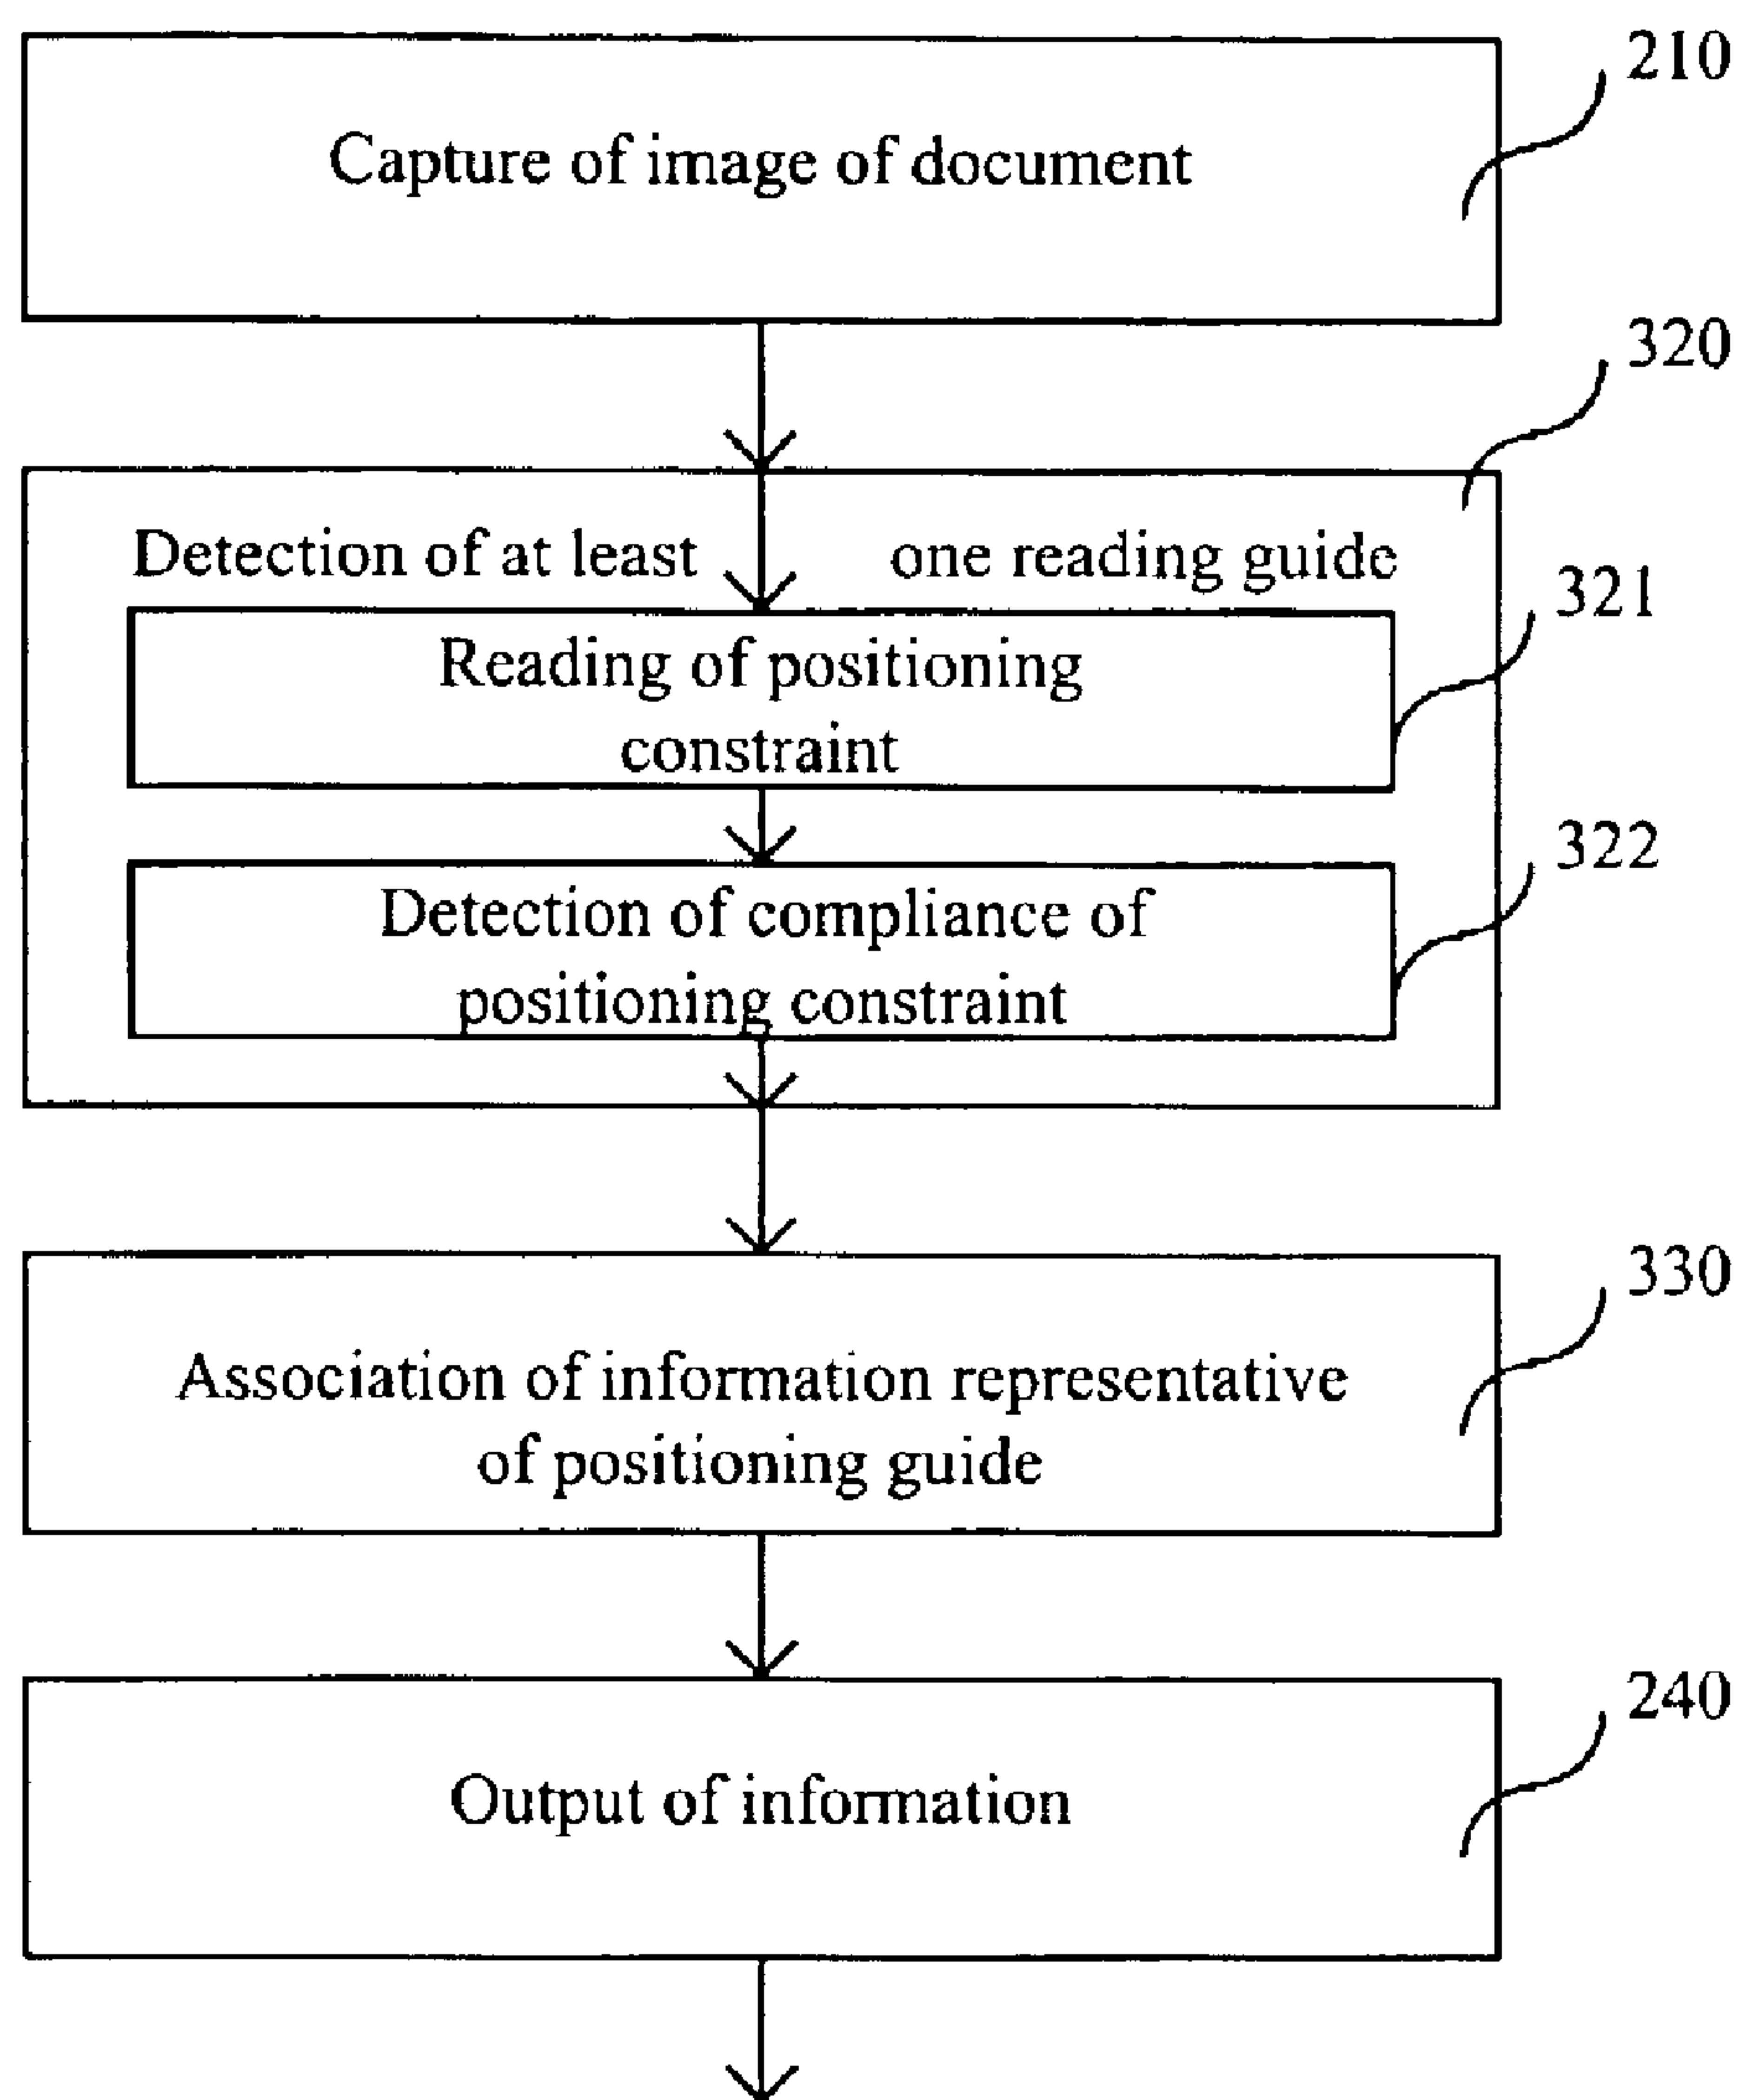 210
Capture of image of document
320
Detection of at least one reading guide
321
Reading of positioning
constraint
322
Detection of compliance of
positioning constraint
330
Association of information representative
of positioning guide
240
Output of information